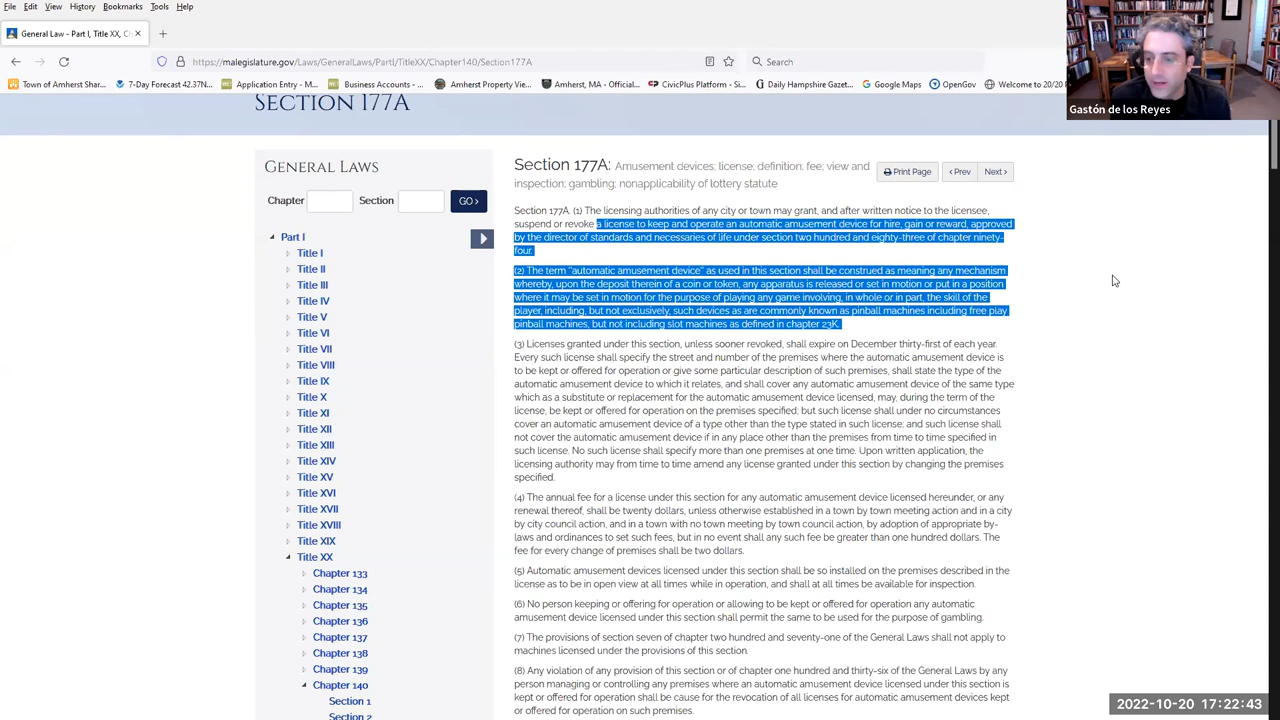 File Edit View History Bookmarks Tools Help
General Law - Part I, Title XX, Ch
https://malegislature.gov/Laws/GeneralLaws/PartI/TitleXX/Chapter140/Section177A
Search
Town of Amherst Shar... 7-Day Forecast 42.37N... Application Entry - M... Business Accounts - ... Amherst Property Vie... Amherst, MA - Official... CivicPlus Platform - Si... Daily Hampshire Gazet... Google Maps OpenGov Welcome to 20/20
Gastón de los Reyes
SECTION 177A
GENERAL LAWS
Chapter Section GO ›
Part I
Title I
Title II
Title III
Title IV
Title V
Title VI
Title VII
Title VIII
Title IX
Title X
Title XI
Title XII
Title XIII
Title XIV
Title XV
Title XVI
Title XVII
Title XVIII
Title XIX
Title XX
Chapter 133
Chapter 134
Chapter 135
Chapter 136
Chapter 137
Chapter 138
Chapter 139
Chapter 140
Section 1
Section 2
Section 177A: Amusement devices; license; definition; fee; view and
inspection; gambling; nonapplicability of lottery statute
Print Page ‹ Prev Next ›
Section 177A. (1) The licensing authorities of any city or town may grant, and after written notice to the licensee,
suspend or revoke a license to keep and operate an automatic amusement device for hire, gain or reward, approved
by the director of standards and necessaries of life under section two hundred and eighty-three of chapter ninety-
four.
(2) The term "automatic amusement device" as used in this section shall be construed as meaning any mechanism
whereby, upon the deposit therein of a coin or token, any apparatus is released or set in motion or put in a position
where it may be set in motion for the purpose of playing any game involving, in whole or in part, the skill of the
player, including, but not exclusively, such devices as are commonly known as pinball machines including free play
pinball machines, but not including slot machines as defined in chapter 23K.
(3) Licenses granted under this section, unless sooner revoked, shall expire on December thirty-first of each year.
Every such license shall specify the street and number of the premises where the automatic amusement device is
to be kept or offered for operation or give some particular description of such premises, shall state the type of the
automatic amusement device to which it relates, and shall cover any automatic amusement device of the same type
which as a substitute or replacement for the automatic amusement device licensed, may, during the term of the
license, be kept or offered for operation on the premises specified; but such license shall under no circumstances
cover an automatic amusement device of a type other than the type stated in such license; and such license shall
not cover the automatic amusement device if in any place other than the premises from time to time specified in
such license. No such license shall specify more than one premises at one time. Upon written application, the
licensing authority may from time to time amend any license granted under this section by changing the premises
specified.
(4) The annual fee for a license under this section for any automatic amusement device licensed hereunder, or any
renewal thereof, shall be twenty dollars, unless otherwise established in a town by town meeting action and in a city
by city council action, and in a town with no town meeting by town council action, by adoption of appropriate by-
laws and ordinances to set such fees, but in no event shall any such fee be greater than one hundred dollars. The
fee for every change of premises shall be two dollars.
(5) Automatic amusement devices licensed under this section shall be so installed on the premises described in the
license as to be in open view at all times while in operation, and shall at all times be available for inspection.
(6) No person keeping or offering for operation or allowing to be kept or offered for operation any automatic
amusement device licensed under this section shall permit the same to be used for the purpose of gambling.
(7) The provisions of section seven of chapter two hundred and seventy-one of the General Laws shall not apply to
machines licensed under the provisions of this section.
(8) Any violation of any provision of this section or of chapter one hundred and thirty-six of the General Laws by any
person managing or controlling any premises where an automatic amusement device licensed under this section is
kept or offered for operation shall be cause for the revocation of all licenses for automatic amusement devices kept
or offered for operation on such premises.
2022-10-20 17:22:43